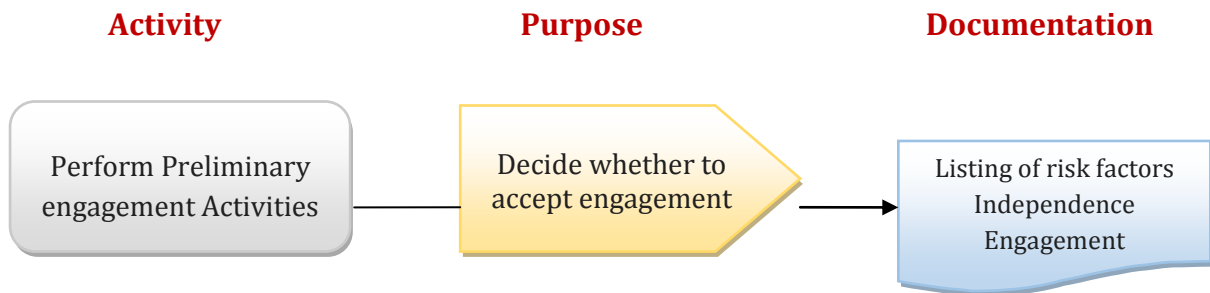 Activity
Purpose
Documentation
Perform Preliminary
engagement Activities
Decide whether to
accept engagement
Listing of risk factors
Independence
Engagement